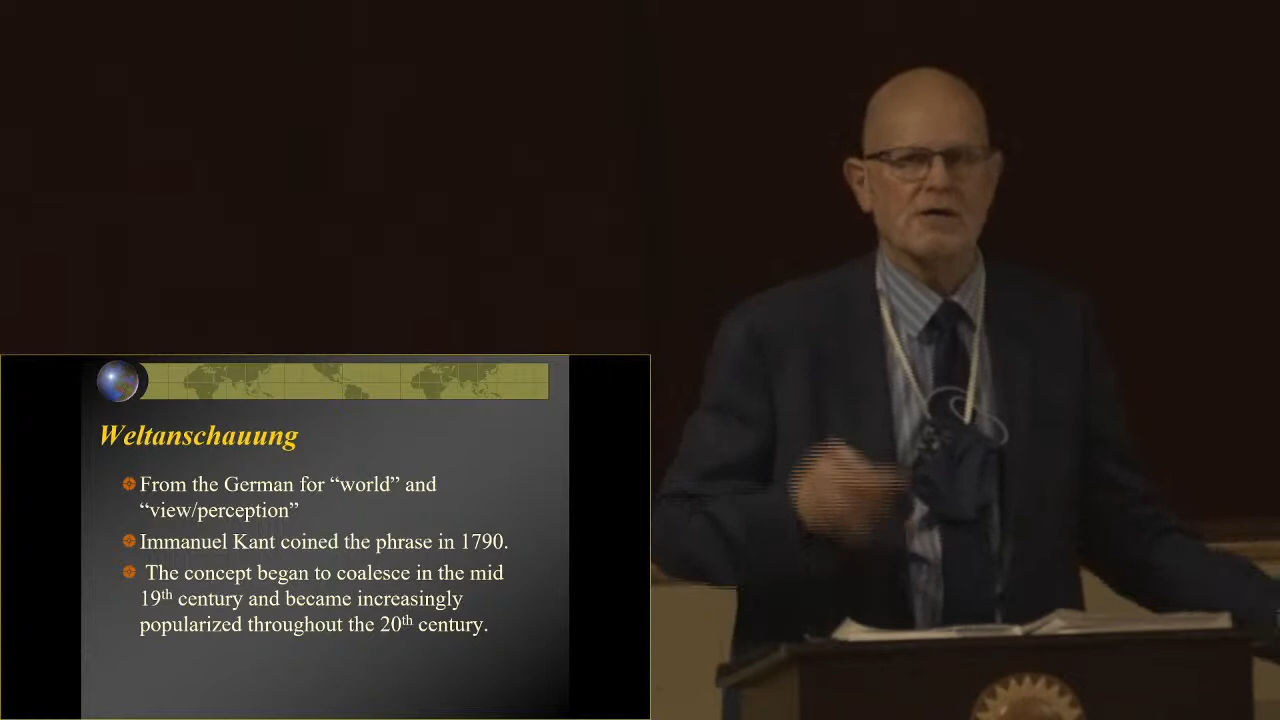 Weltanschauung
From the German for “world” and
“view/perception”
Immanuel Kant coined the phrase in 1790.
The concept began to coalesce in the mid
19th century and became increasingly
popularized throughout the 20th century.